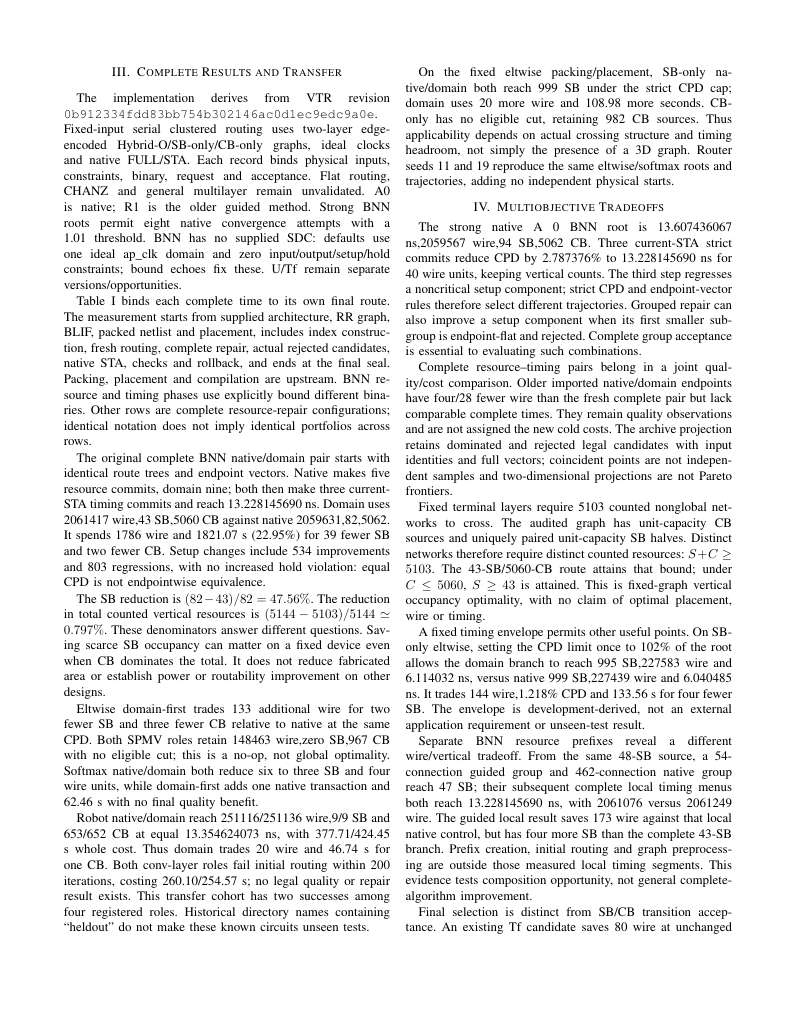 III. COMPLETE RESULTS AND TRANSFER
The implementation derives from VTR revision
0b912334fdd83bb754b302146ac0d1ec9edc9a0e.
Fixed-input serial clustered routing uses two-layer edge-
encoded Hybrid-O/SB-only/CB-only graphs, ideal clocks
and native FULL/STA. Each record binds physical inputs,
constraints, binary, request and acceptance. Flat routing,
CHANZ and general multilayer remain unvalidated. A0
is native; R1 is the older guided method. Strong BNN
roots permit eight native convergence attempts with a
1.01 threshold. BNN has no supplied SDC: defaults use
one ideal ap_clk domain and zero input/output/setup/hold
constraints; bound echoes fix these. U/Tf remain separate
versions/opportunities.
Table I binds each complete time to its own final route.
The measurement starts from supplied architecture, RR graph,
BLIF, packed netlist and placement, includes index construc-
tion, fresh routing, complete repair, actual rejected candidates,
native STA, checks and rollback, and ends at the final seal.
Packing, placement and compilation are upstream. BNN re-
source and timing phases use explicitly bound different bina-
ries. Other rows are complete resource-repair configurations;
identical notation does not imply identical portfolios across
rows.
The original complete BNN native/domain pair starts with
identical route trees and endpoint vectors. Native makes five
resource commits, domain nine; both then make three current-
STA timing commits and reach 13.228145690 ns. Domain uses
2061417 wire,43 SB,5060 CB against native 2059631,82,5062.
It spends 1786 wire and 1821.07 s (22.95%) for 39 fewer SB
and two fewer CB. Setup changes include 534 improvements
and 803 regressions, with no increased hold violation: equal
CPD is not endpointwise equivalence.
The SB reduction is (82−43)/82 = 47.56%. The reduction
in total counted vertical resources is (5144 − 5103)/5144 ≃
0.797%. These denominators answer different questions. Sav-
ing scarce SB occupancy can matter on a fixed device even
when CB dominates the total. It does not reduce fabricated
area or establish power or routability improvement on other
designs.
Eltwise domain-first trades 133 additional wire for two
fewer SB and three fewer CB relative to native at the same
CPD. Both SPMV roles retain 148463 wire,zero SB,967 CB
with no eligible cut; this is a no-op, not global optimality.
Softmax native/domain both reduce six to three SB and four
wire units, while domain-first adds one native transaction and
62.46 s with no final quality benefit.
Robot native/domain reach 251116/251136 wire,9/9 SB and
653/652 CB at equal 13.354624073 ns, with 377.71/424.45
s whole cost. Thus domain trades 20 wire and 46.74 s for
one CB. Both conv-layer roles fail initial routing within 200
iterations, costing 260.10/254.57 s; no legal quality or repair
result exists. This transfer cohort has two successes among
four registered roles. Historical directory names containing
“heldout” do not make these known circuits unseen tests.
On the fixed eltwise packing/placement, SB-only na-
tive/domain both reach 999 SB under the strict CPD cap;
domain uses 20 more wire and 108.98 more seconds. CB-
only has no eligible cut, retaining 982 CB sources. Thus
applicability depends on actual crossing structure and timing
headroom, not simply the presence of a 3D graph. Router
seeds 11 and 19 reproduce the same eltwise/softmax roots and
trajectories, adding no independent physical starts.
IV. MULTIOBJECTIVE TRADEOFFS
The strong native A 0 BNN root is 13.607436067
ns,2059567 wire,94 SB,5062 CB. Three current-STA strict
commits reduce CPD by 2.787376% to 13.228145690 ns for
40 wire units, keeping vertical counts. The third step regresses
a noncritical setup component; strict CPD and endpoint-vector
rules therefore select different trajectories. Grouped repair can
also improve a setup component when its first smaller sub-
group is endpoint-flat and rejected. Complete group acceptance
is essential to evaluating such combinations.
Complete resource–timing pairs belong in a joint qual-
ity/cost comparison. Older imported native/domain endpoints
have four/28 fewer wire than the fresh complete pair but lack
comparable complete times. They remain quality observations
and are not assigned the new cold costs. The archive projection
retains dominated and rejected legal candidates with input
identities and full vectors; coincident points are not indepen-
dent samples and two-dimensional projections are not Pareto
frontiers.
Fixed terminal layers require 5103 counted nonglobal net-
works to cross. The audited graph has unit-capacity CB
sources and uniquely paired unit-capacity SB halves. Distinct
networks therefore require distinct counted resources: S+C ≥
5103. The 43-SB/5060-CB route attains that bound; under
C ≤ 5060, S ≥ 43 is attained. This is fixed-graph vertical
occupancy optimality, with no claim of optimal placement,
wire or timing.
A fixed timing envelope permits other useful points. On SB-
only eltwise, setting the CPD limit once to 102% of the root
allows the domain branch to reach 995 SB,227583 wire and
6.114032 ns, versus native 999 SB,227439 wire and 6.040485
ns. It trades 144 wire,1.218% CPD and 133.56 s for four fewer
SB. The envelope is development-derived, not an external
application requirement or unseen-test result.
Separate BNN resource prefixes reveal a different
wire/vertical tradeoff. From the same 48-SB source, a 54-
connection guided group and 462-connection native group
reach 47 SB; their subsequent complete local timing menus
both reach 13.228145690 ns, with 2061076 versus 2061249
wire. The guided local result saves 173 wire against that local
native control, but has four more SB than the complete 43-SB
branch. Prefix creation, initial routing and graph preprocess-
ing are outside those measured local timing segments. This
evidence tests composition opportunity, not general complete-
algorithm improvement.
Final selection is distinct from SB/CB transition accep-
tance. An existing Tf candidate saves 80 wire at unchanged